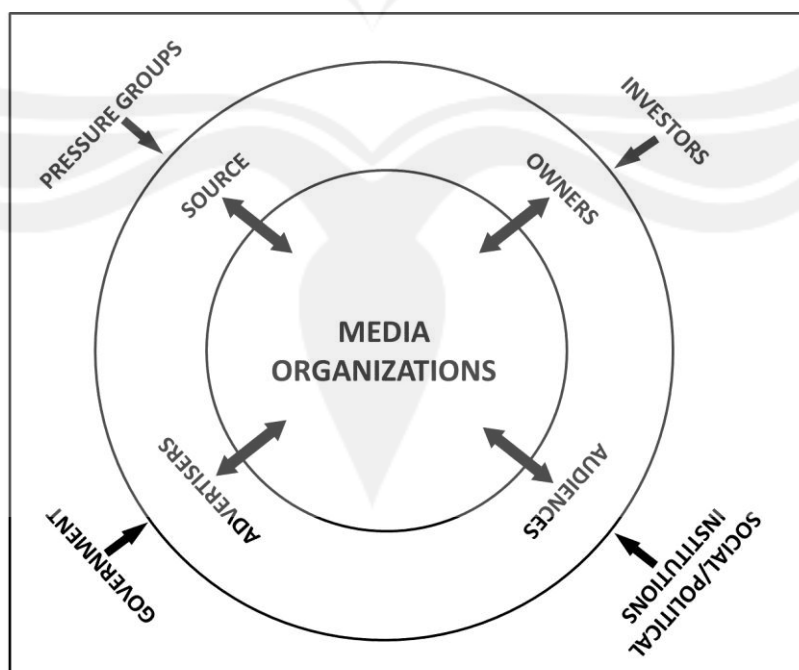 PRESSURE GROUPS
INVESTORS
SOURCE
OWNERS
MEDIA
ORGANIZATIONS
ADVERTISERS
AUDIENCES
GOVERNMENT
SOCIAL/POLITICAL
INSTITUTIONS